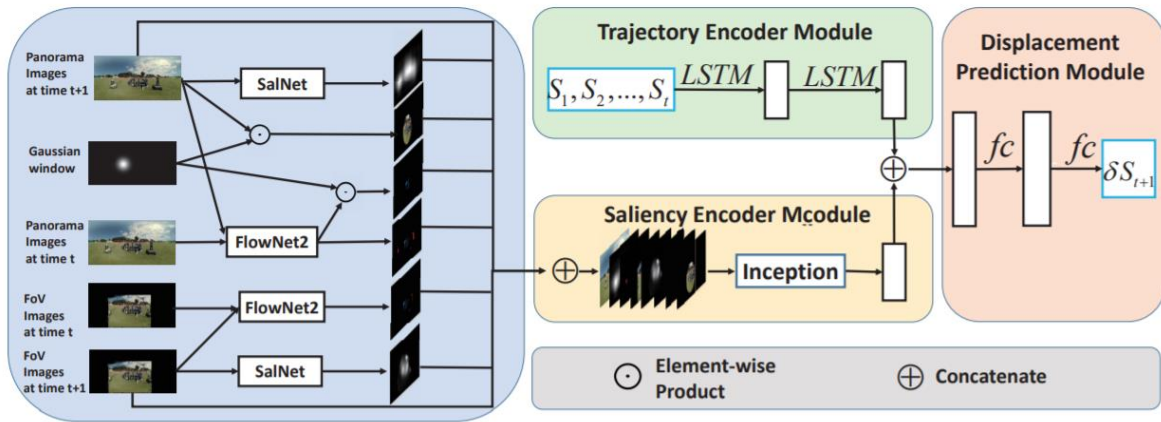 Panorama
Images
at time t+1
Gaussian
window
Panorama
Images
at time t
FoV
Images
at time t
FoV
Images
at time t+1
SalNet
FlowNet2
FlowNet2
SalNet
Trajectory Encoder Module
S₁, S₂, ..., Sₜ
LSTM
LSTM
Saliency Encoder Mcodule
Inception
Displacement
Prediction Module
fc
fc
δSₜ₊₁
Element-wise
Product
Concatenate